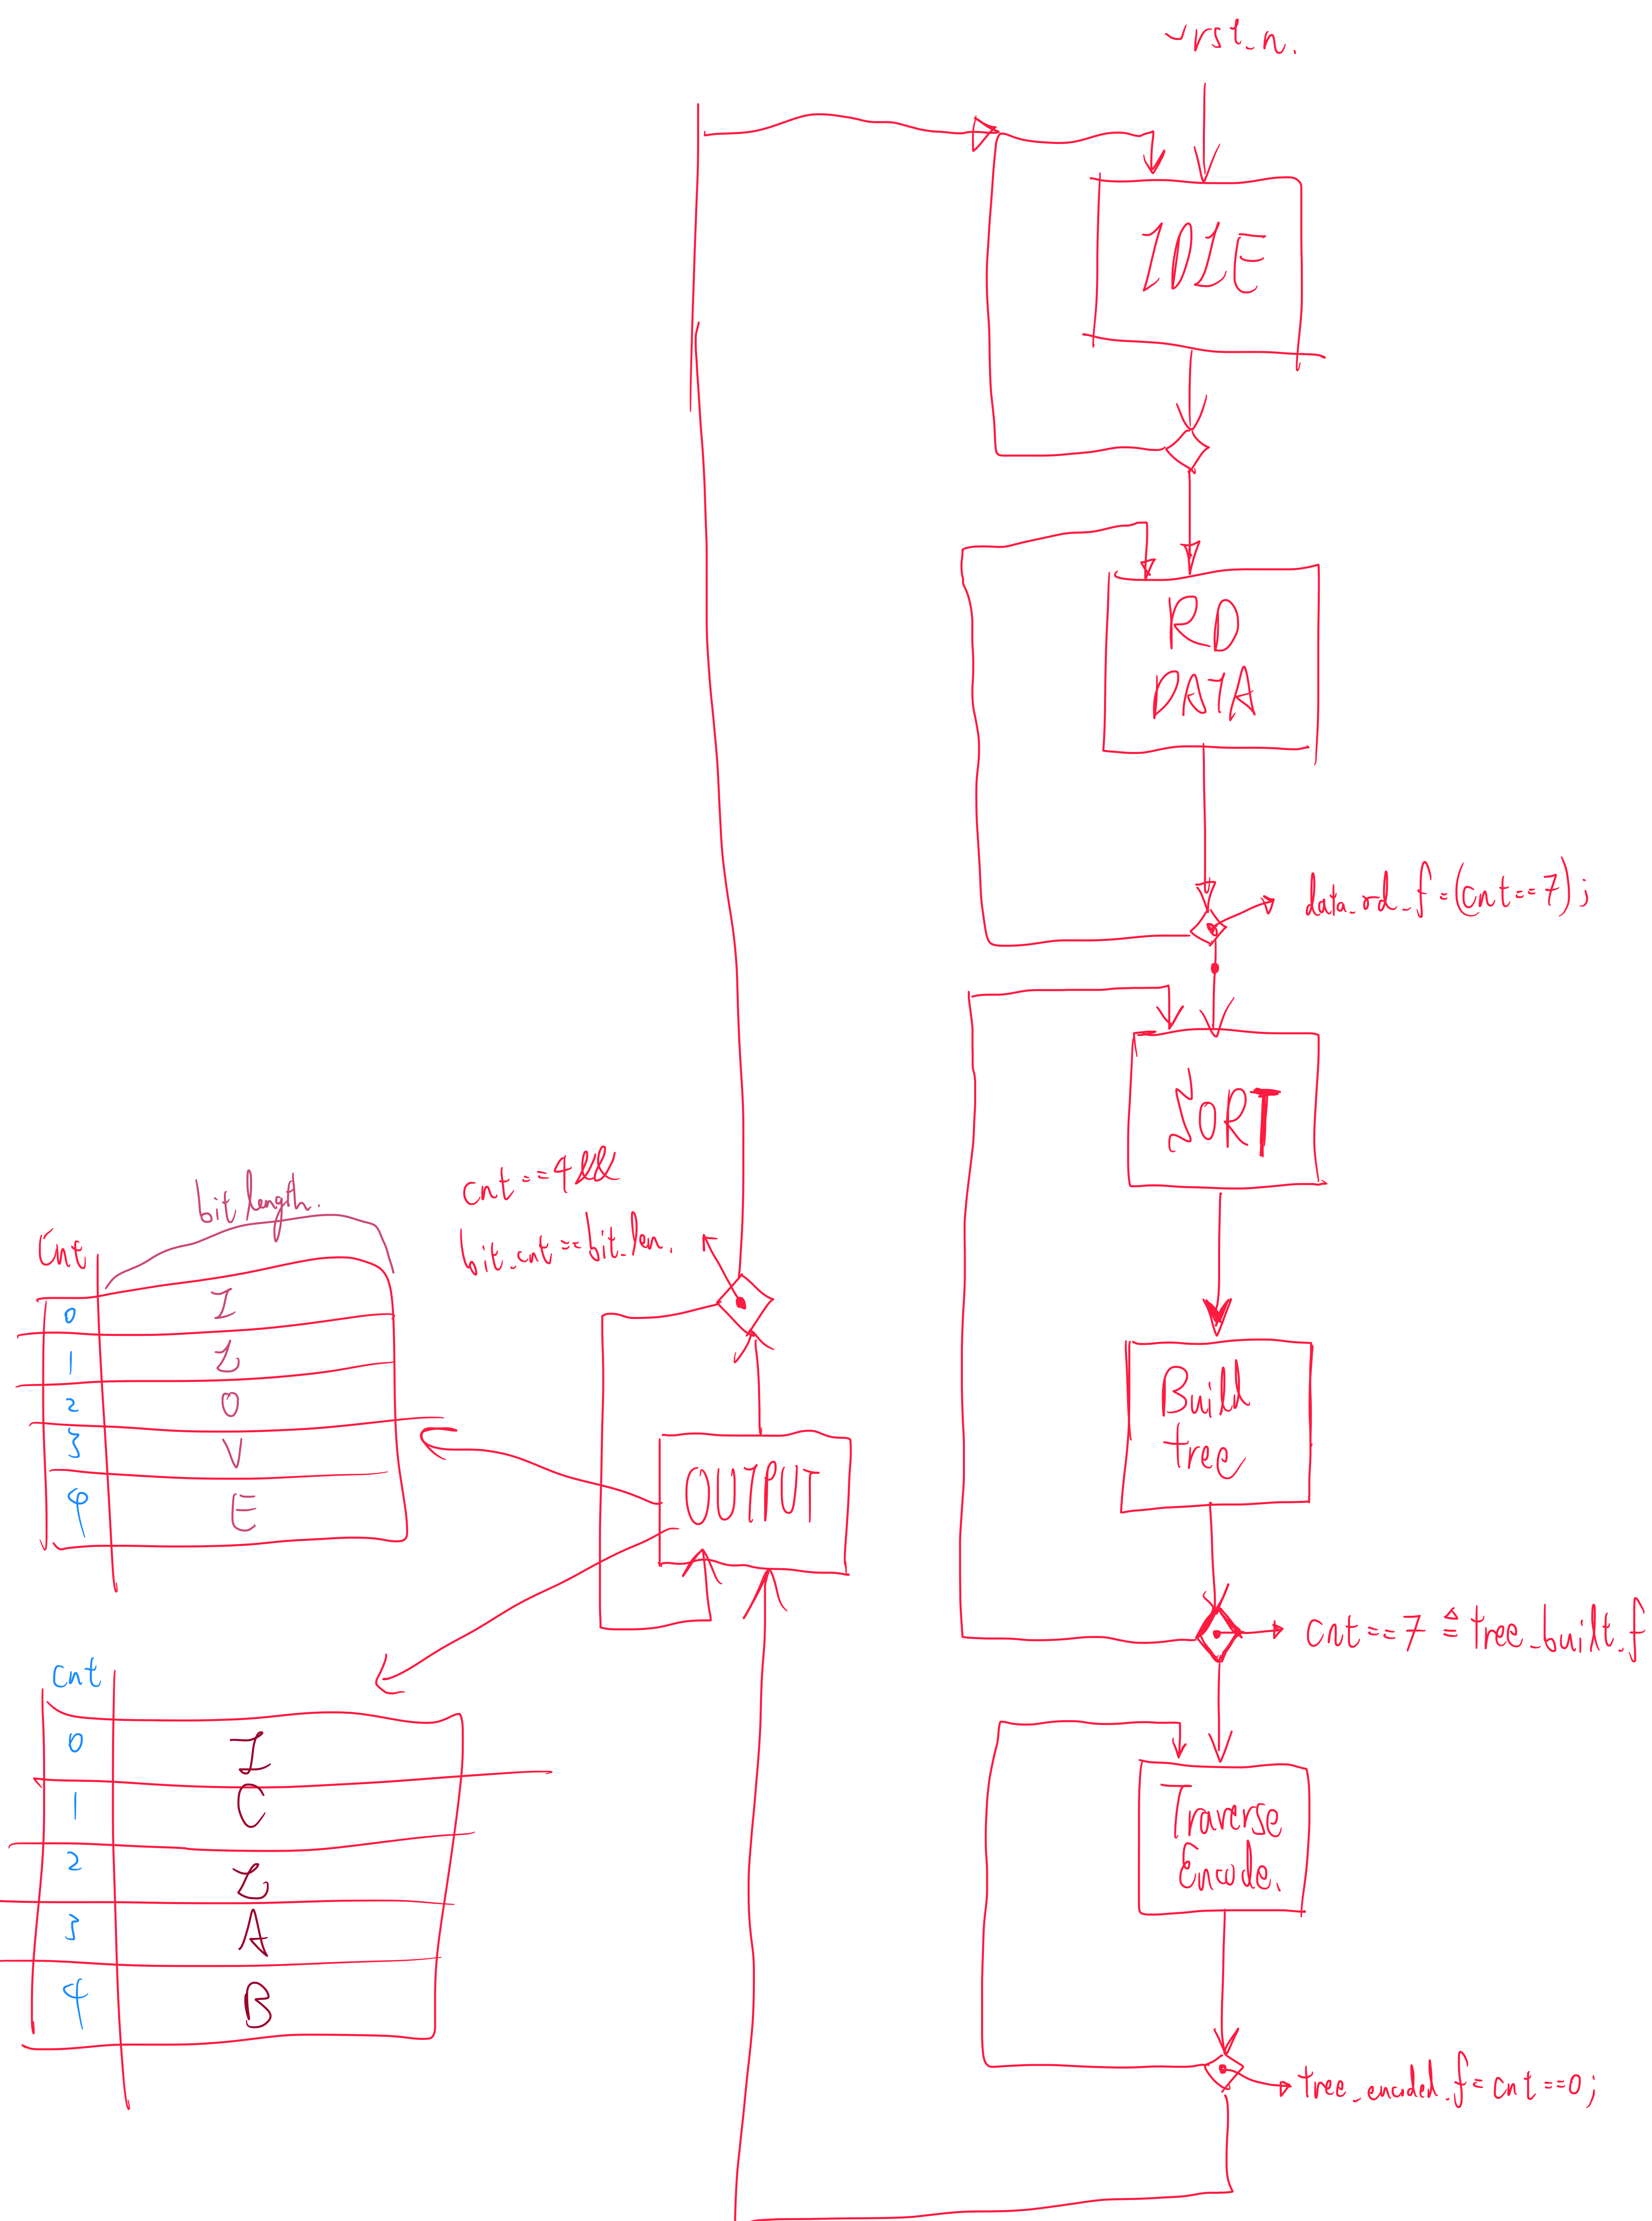 ~rst_n.
IDLE
RD
DATA
data_rd_f=(cnt==7);
SORT
Build
tree
cnt==7 ≙ tree_built_f
Traverse
Encode.
tree_encoded_f=cnt==0;
OUTPUT
cnt==4&&
bit_cnt==bit_len.
bit length.
Cnt
0 I
1 L
2 O
3 V
4 E
cnt
0 I
1 C
2 L
3 A
4 B